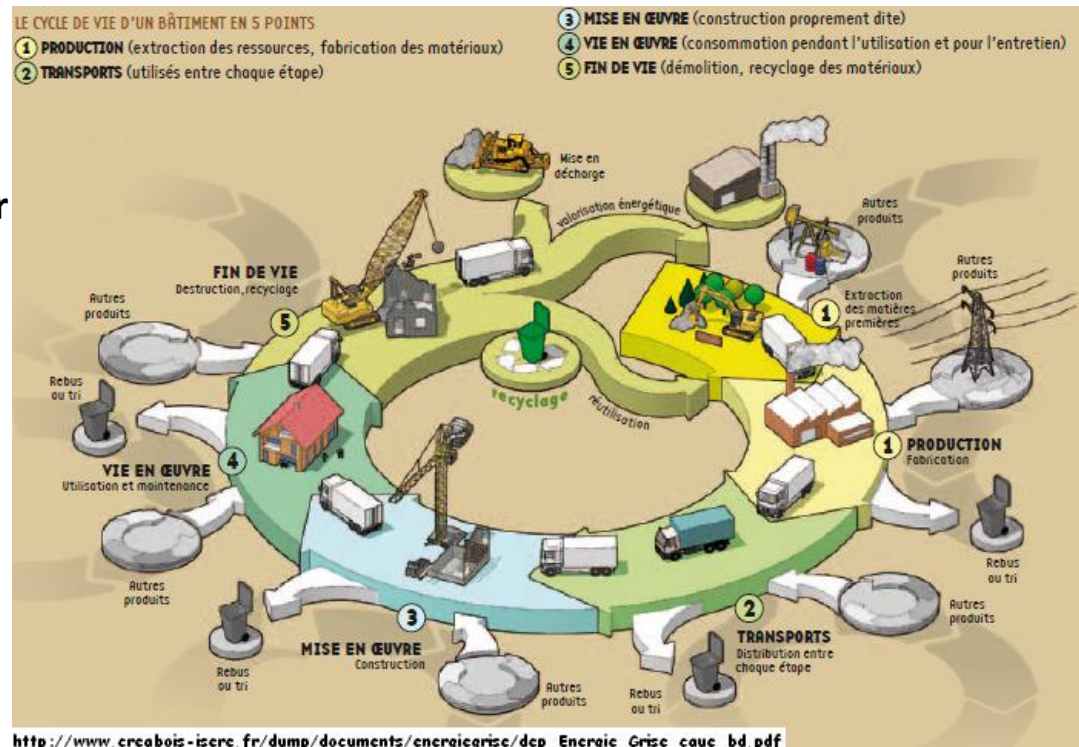 LE CYCLE DE VIE D'UN BÂTIMENT EN 5 POINTS
1 PRODUCTION (extraction des ressources, fabrication des matériaux)
2 TRANSPORTS (utilisés entre chaque étape)
3 MISE EN ŒUVRE (construction proprement dite)
4 VIE EN ŒUVRE (consommation pendant l'utilisation et pour l'entretien)
5 FIN DE VIE (démolition, recyclage des matériaux)
r
Mise en
décharge
valorisation énergétique
Autres
produits
1
Extraction
des matières
premières
Autres
produits
FIN DE VIE
Destruction, recyclage
5
Autres
produits
recyclage
réutilisation
Rebus
ou tri
1 PRODUCTION
Fabrication
Rebus
ou tri
VIE EN ŒUVRE 4
Utilisation et maintenance
Autres
produits
3
MISE EN ŒUVRE
Construction
Rebus
ou tri
Autres
produits
2
TRANSPORTS
Distribution entre
chaque étape
Autres
produits
Rebus
ou tri
http://www.creabois-isere.fr/dump/documents/energiegrise/dep_Energie_Grise_caue_bd.pdf